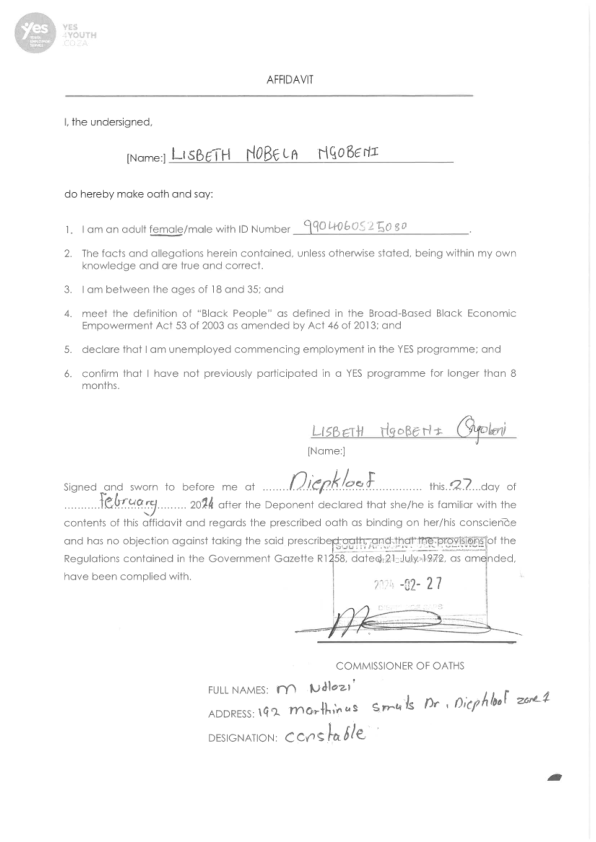 yes
YES
4YOUTH
.CO.ZA
AFFIDAVIT
I, the undersigned,
[Name:] LISBETH NOBELA NGOBENI
do hereby make oath and say:
1. I am an adult female/male with ID Number 9904060525080.
2. The facts and allegations herein contained, unless otherwise stated, being within my own
knowledge and are true and correct.
3. I am between the ages of 18 and 35; and
4. meet the definition of "Black People" as defined in the Broad-Based Black Economic
Empowerment Act 53 of 2003 as amended by Act 46 of 2013; and
5. declare that I am unemployed commencing employment in the YES programme; and
6. confirm that I have not previously participated in a YES programme for longer than 8
months.
LISBETH NGOBENI Ngobeni
[Name:]
Signed and sworn to before me at Diepkloof this 27 day of
February 2024 after the Deponent declared that she/he is familiar with the
contents of this affidavit and regards the prescribed oath as binding on her/his conscience
and has no objection against taking the said prescribed oath, and that the provisions of the
Regulations contained in the Government Gazette R1258, dated 21 July 1972, as amended,
have been complied with.
2024 -02- 27
COMMISSIONER OF OATHS
FULL NAMES: M Ndlozi
ADDRESS: 192 Marthinus Smuts Dr, Diepkloof zone 1
DESIGNATION: Constable